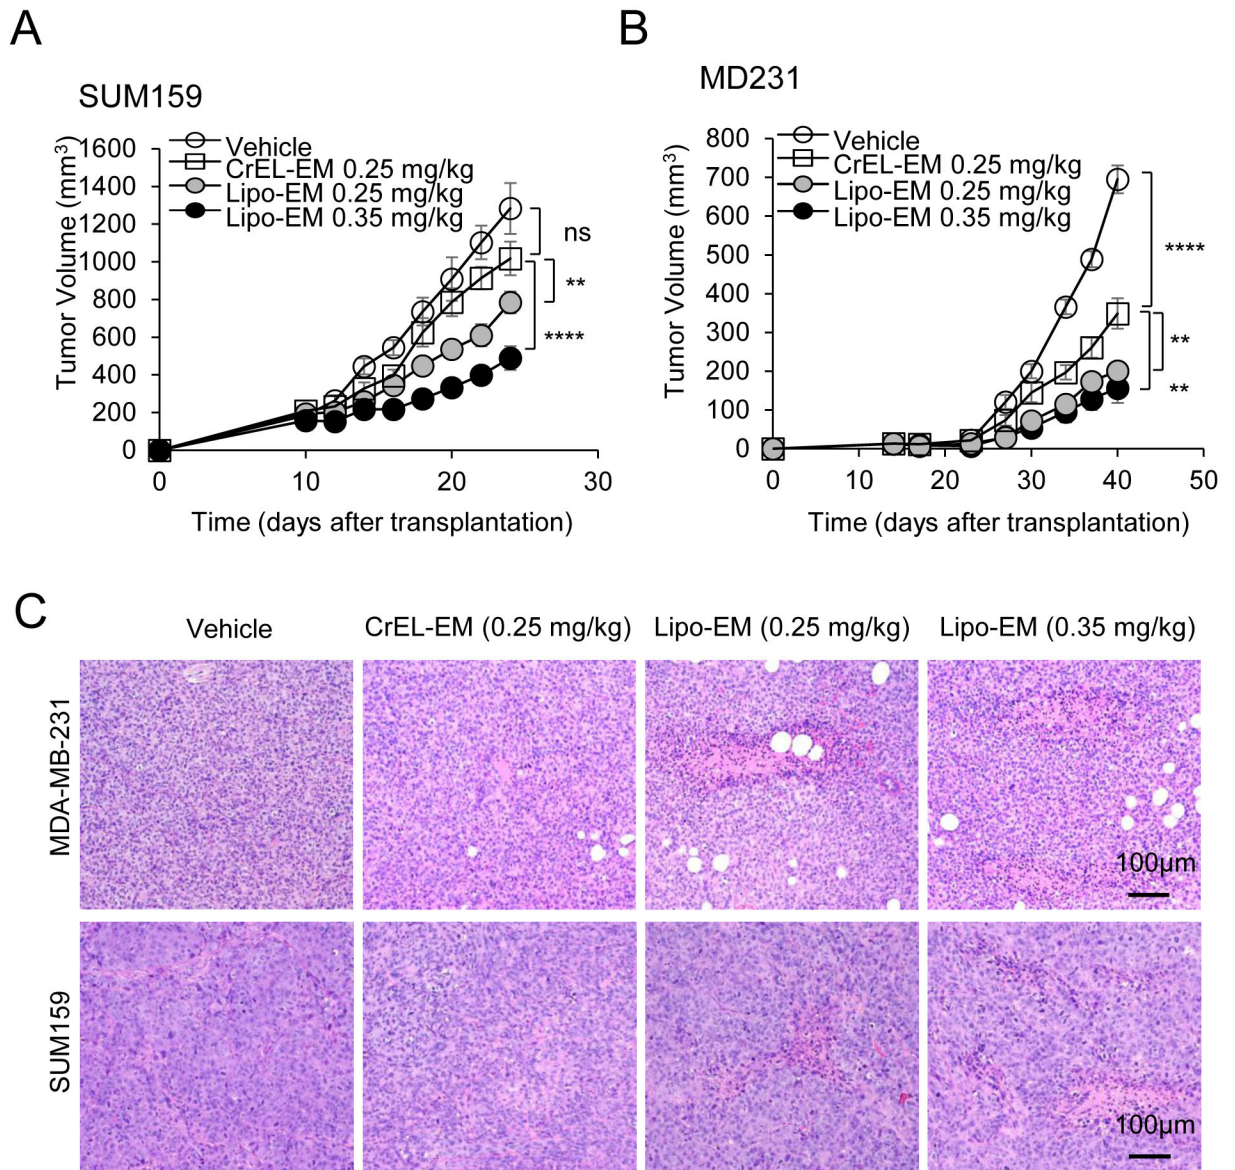 A
SUM159
Tumor Volume (mm³)
1600
1400
1200
1000
800
600
400
200
0
Vehicle
CrEL-EM 0.25 mg/kg
Lipo-EM 0.25 mg/kg
Lipo-EM 0.35 mg/kg
ns
**
****
0 10 20 30
Time (days after transplantation)
B
MD231
Tumor Volume (mm³)
800
700
600
500
400
300
200
100
0
Vehicle
CrEL-EM 0.25 mg/kg
Lipo-EM 0.25 mg/kg
Lipo-EM 0.35 mg/kg
****
**
**
0 10 20 30 40 50
Time (days after transplantation)
C
Vehicle CrEL-EM (0.25 mg/kg) Lipo-EM (0.25 mg/kg) Lipo-EM (0.35 mg/kg)
MDA-MB-231
100µm
SUM159
100µm